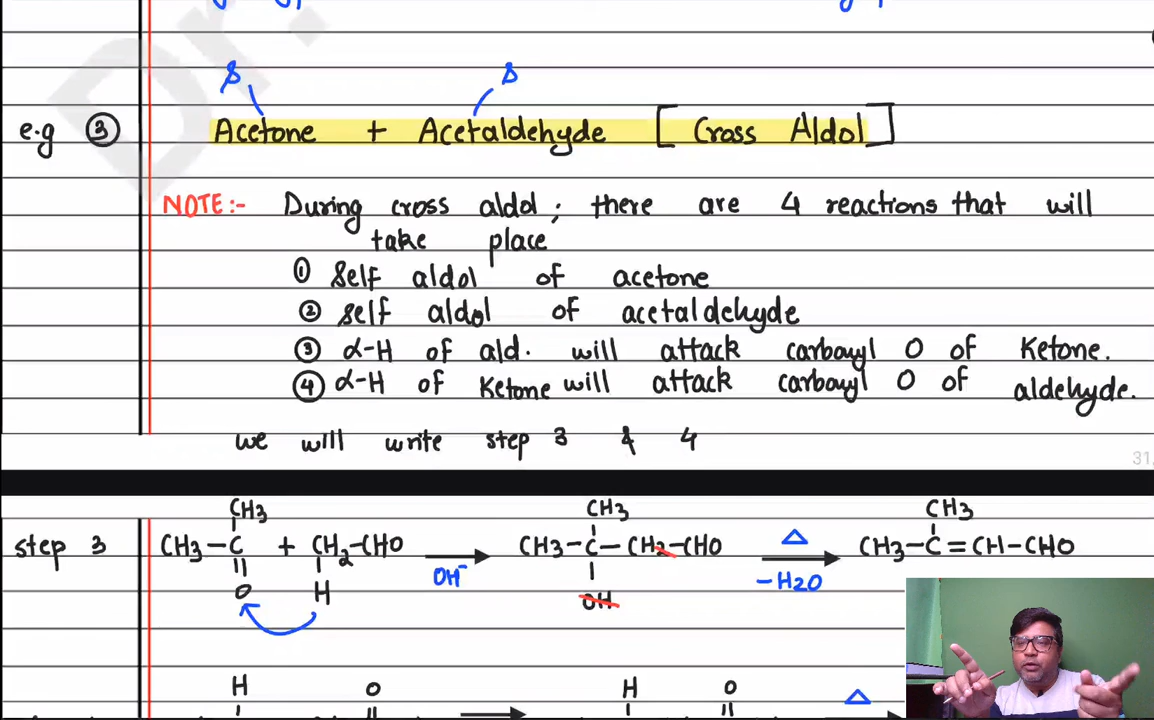 S S
e.g ③ Acetone + Acetaldehyde [Cross Aldol]
NOTE:- During cross aldol ; there are 4 reactions that will
take place
① Self aldol of acetone
② self aldol of acetaldehyde
③ α-H of ald. will attack carbonyl O of Ketone.
④ α-H of Ketone will attack carbonyl O of aldehyde.
we will write step 3 & 4
31
CH3 CH3 CH3
step 3 CH3-C + CH2-CHO OH⁻ CH3-C-CH2-CHO Δ -H2O CH3-C=CH-CHO
O H OH
H O H O Δ